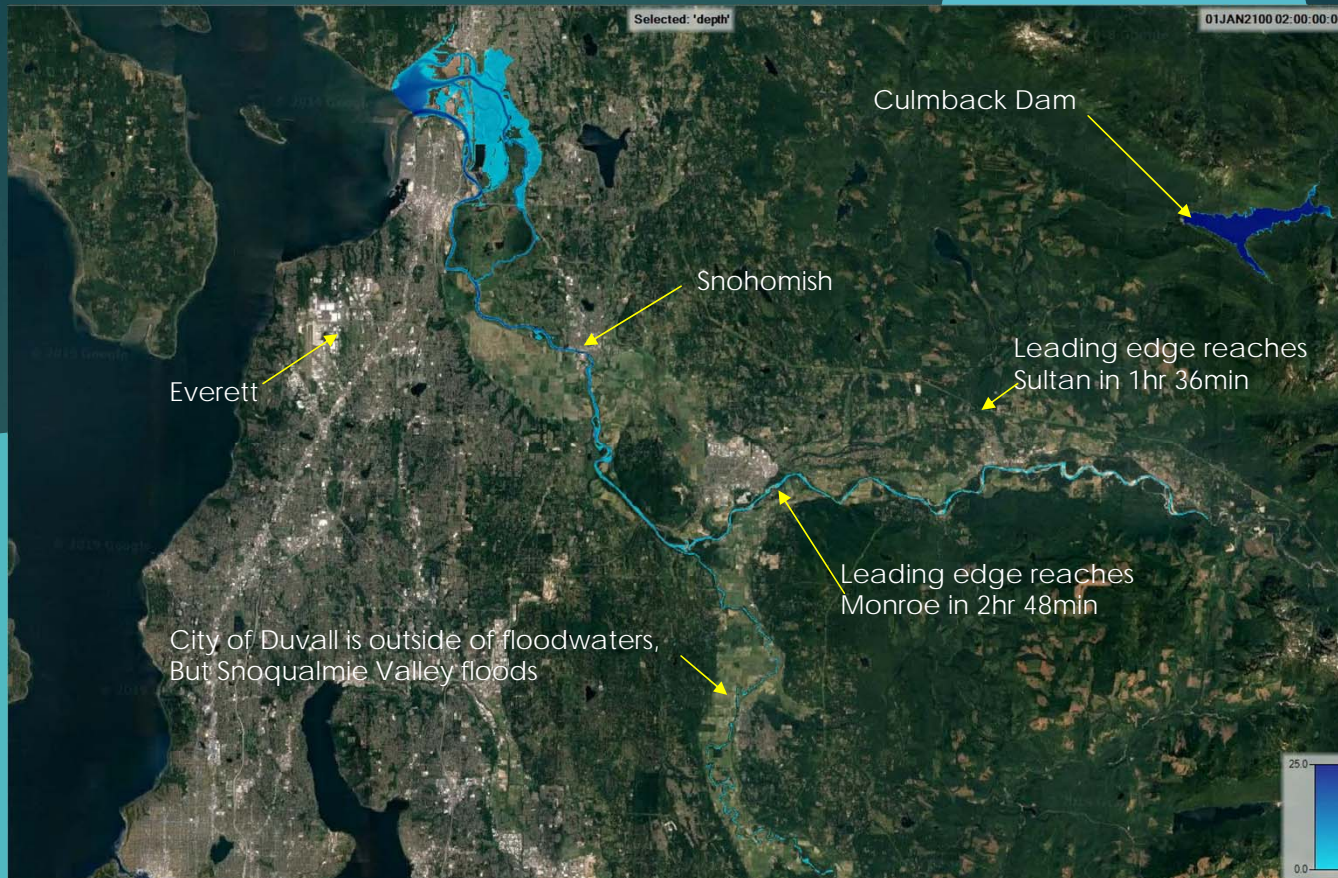 Selected: 'depth'
01JAN2100 02:00:00:0
Culmback Dam
Snohomish
Everett
Leading edge reaches
Sultan in 1hr 36min
Leading edge reaches
Monroe in 2hr 48min
City of Duvall is outside of floodwaters,
But Snoqualmie Valley floods
25.0
0.0
© 2019 Google